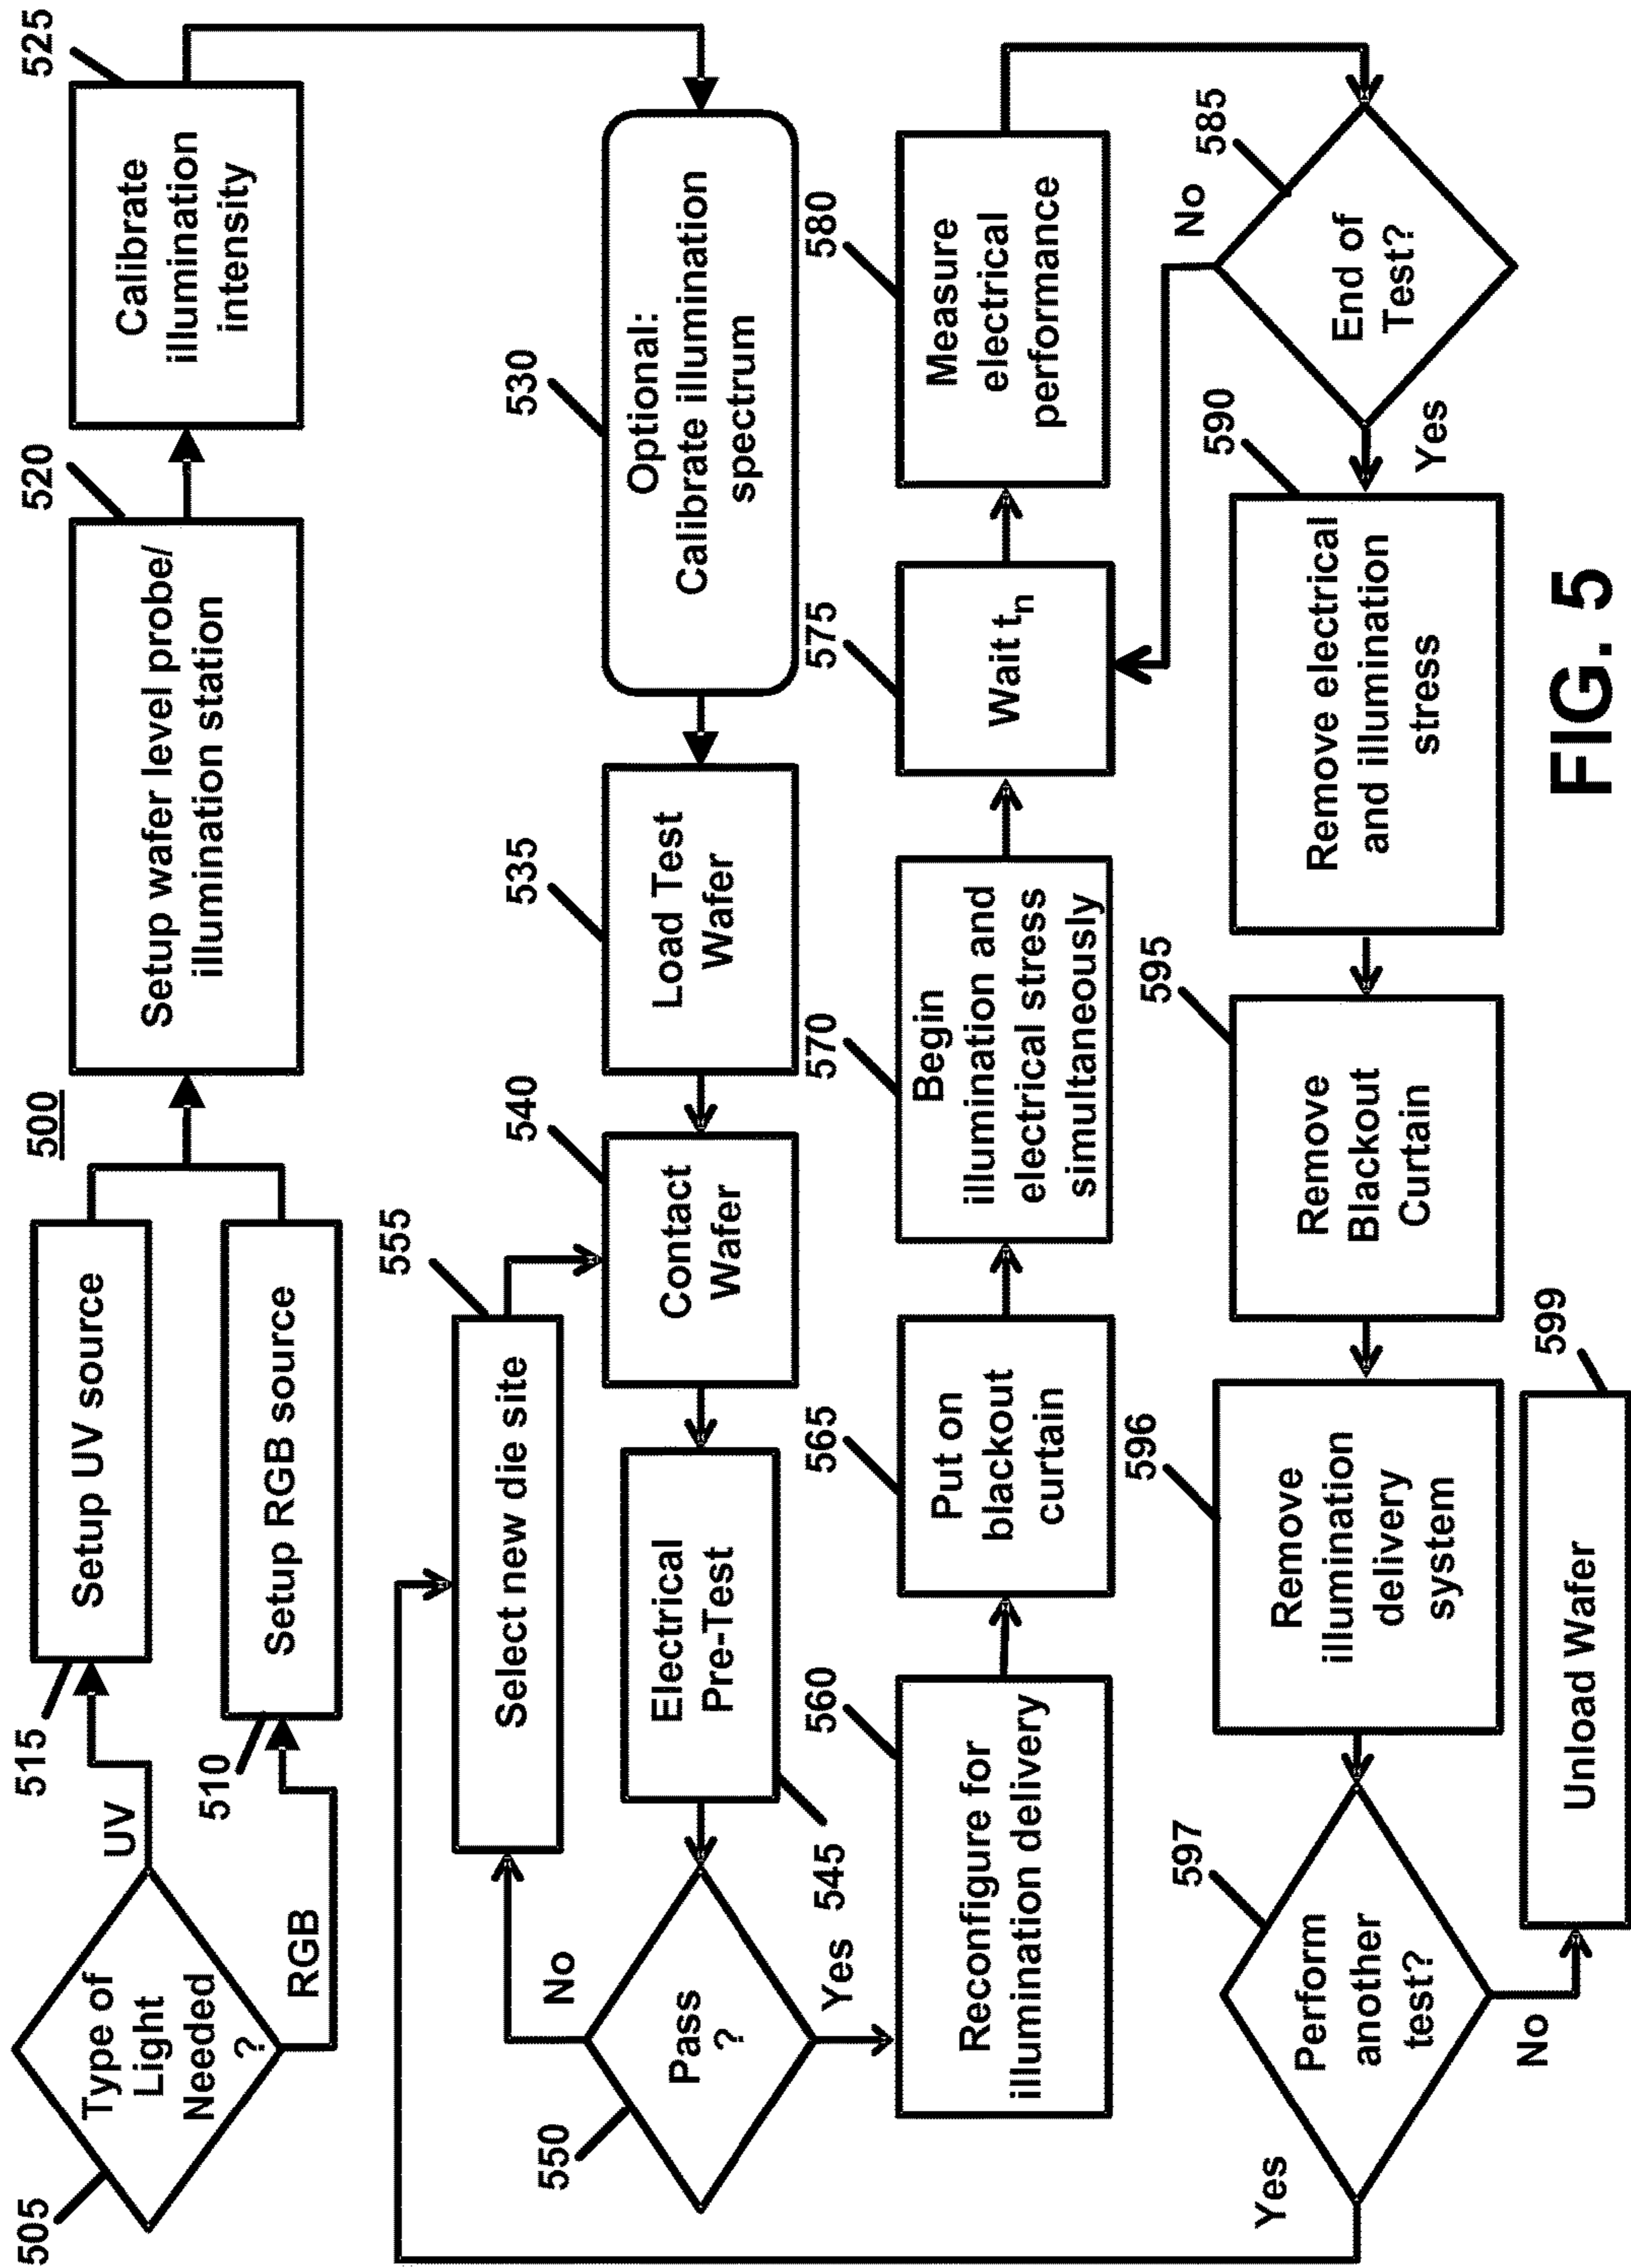 500
505
Type of
Light
Needed
?
UV
RGB
515
Setup UV source
510
Setup RGB source
520
Setup wafer level probe/
illumination station
525
Calibrate
illumination
intensity
530
Optional:
Calibrate illumination
spectrum
535
Load Test
Wafer
540
Contact
Wafer
545
Electrical
Pre-Test
550
Pass
?
No
Yes
555
Select new die site
560
Reconfigure for
illumination delivery
565
Put on
blackout
curtain
570
Begin
illumination and
electrical stress
simultaneously
575
Wait tn
580
Measure
electrical
performance
585
End of
Test?
No
Yes
590
Remove electrical
and illumination
stress
595
Remove
Blackout
Curtain
596
Remove
illumination
delivery
system
597
Perform
another
test?
Yes
No
599
Unload Wafer
FIG. 5